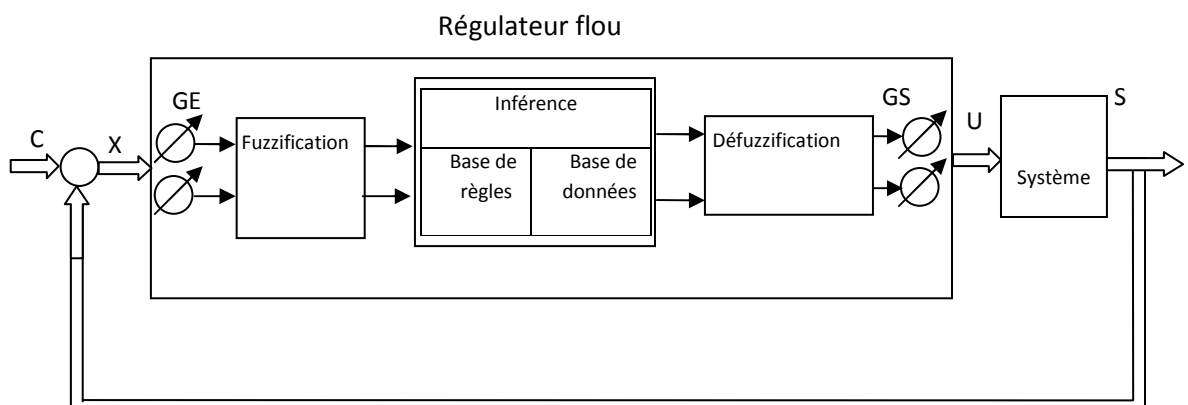 Régulateur flou
C
X
GE
Fuzzification
Inférence
Base de
règles
Base de
données
Défuzzification
GS
U
Système
S